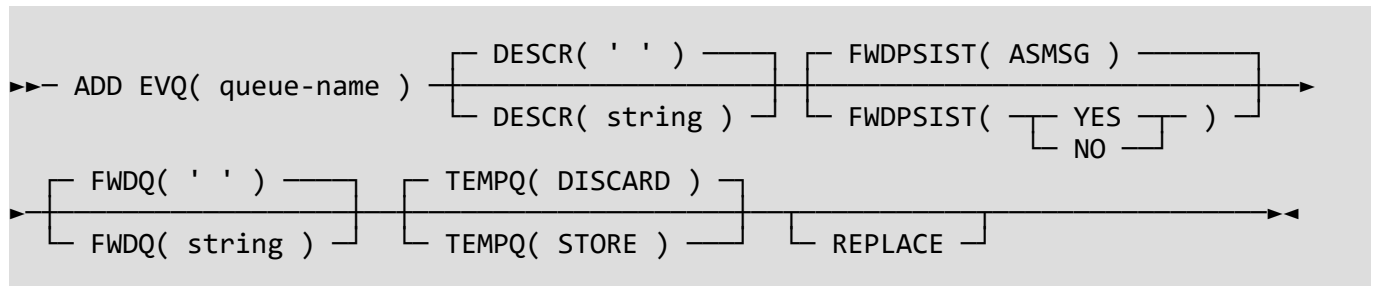 DESCR( ' ' ) FWDPSIST( ASMSG )
ADD EVQ( queue-name )
DESCR( string ) FWDPSIST( YES )
NO
FWDQ( ' ' ) TEMPQ( DISCARD )
FWDQ( string ) TEMPQ( STORE ) REPLACE